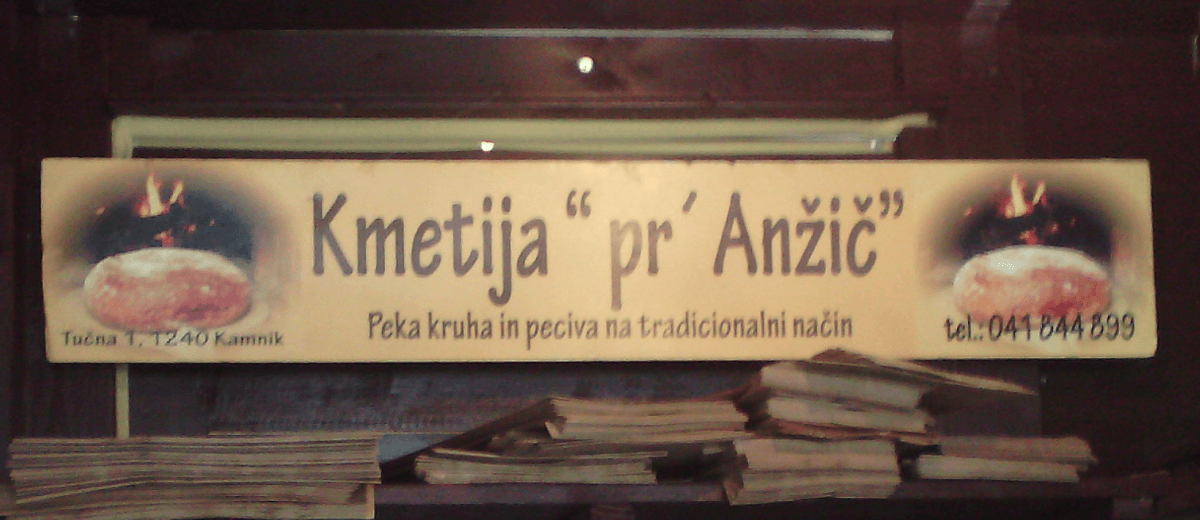 Kmetija “ pr´ Anžič”
Peka kruha in peciva na tradicionalni način
Tučna 1, 1240 Kamnik
tel.: 041 844 899